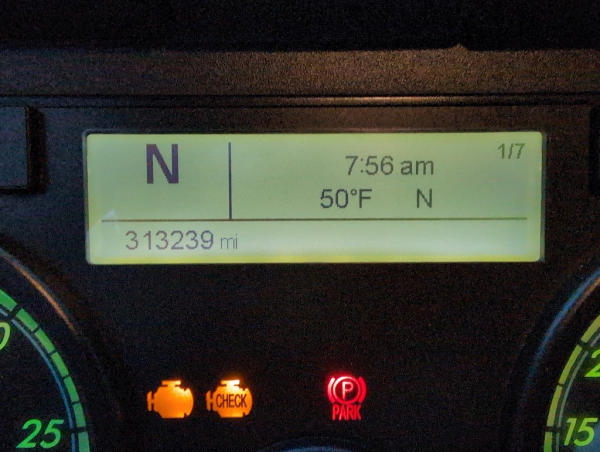 N
7:56 am
1/7
50°F N
313239 mi
25
15
CHECK
P
PARK